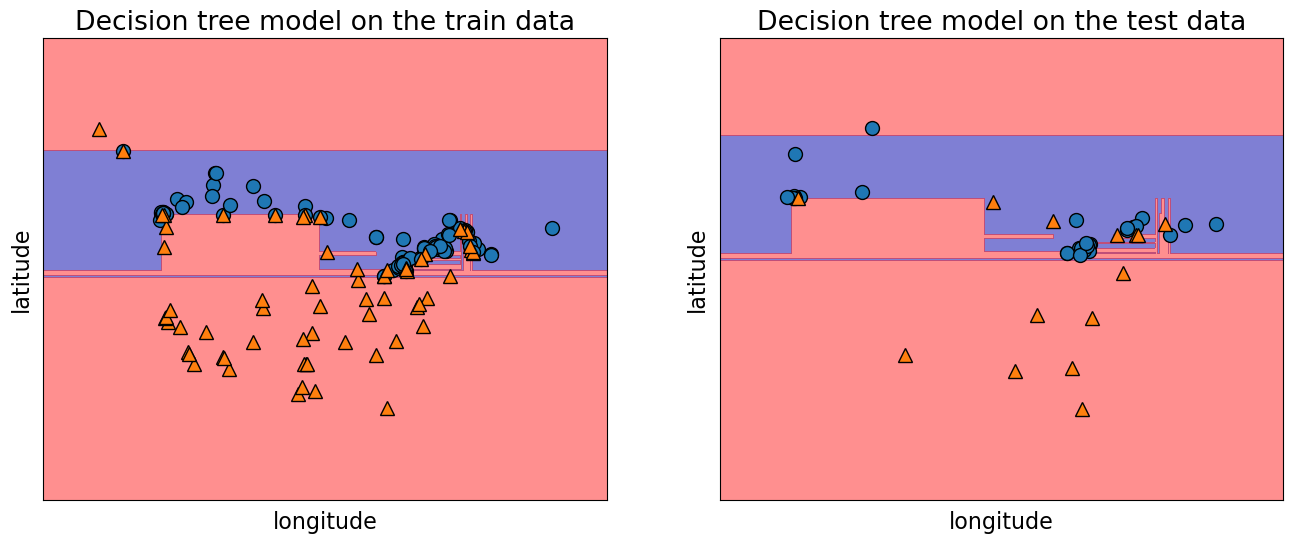 Decision tree model on the train data
Decision tree model on the test data
latitude
latitude
longitude
longitude